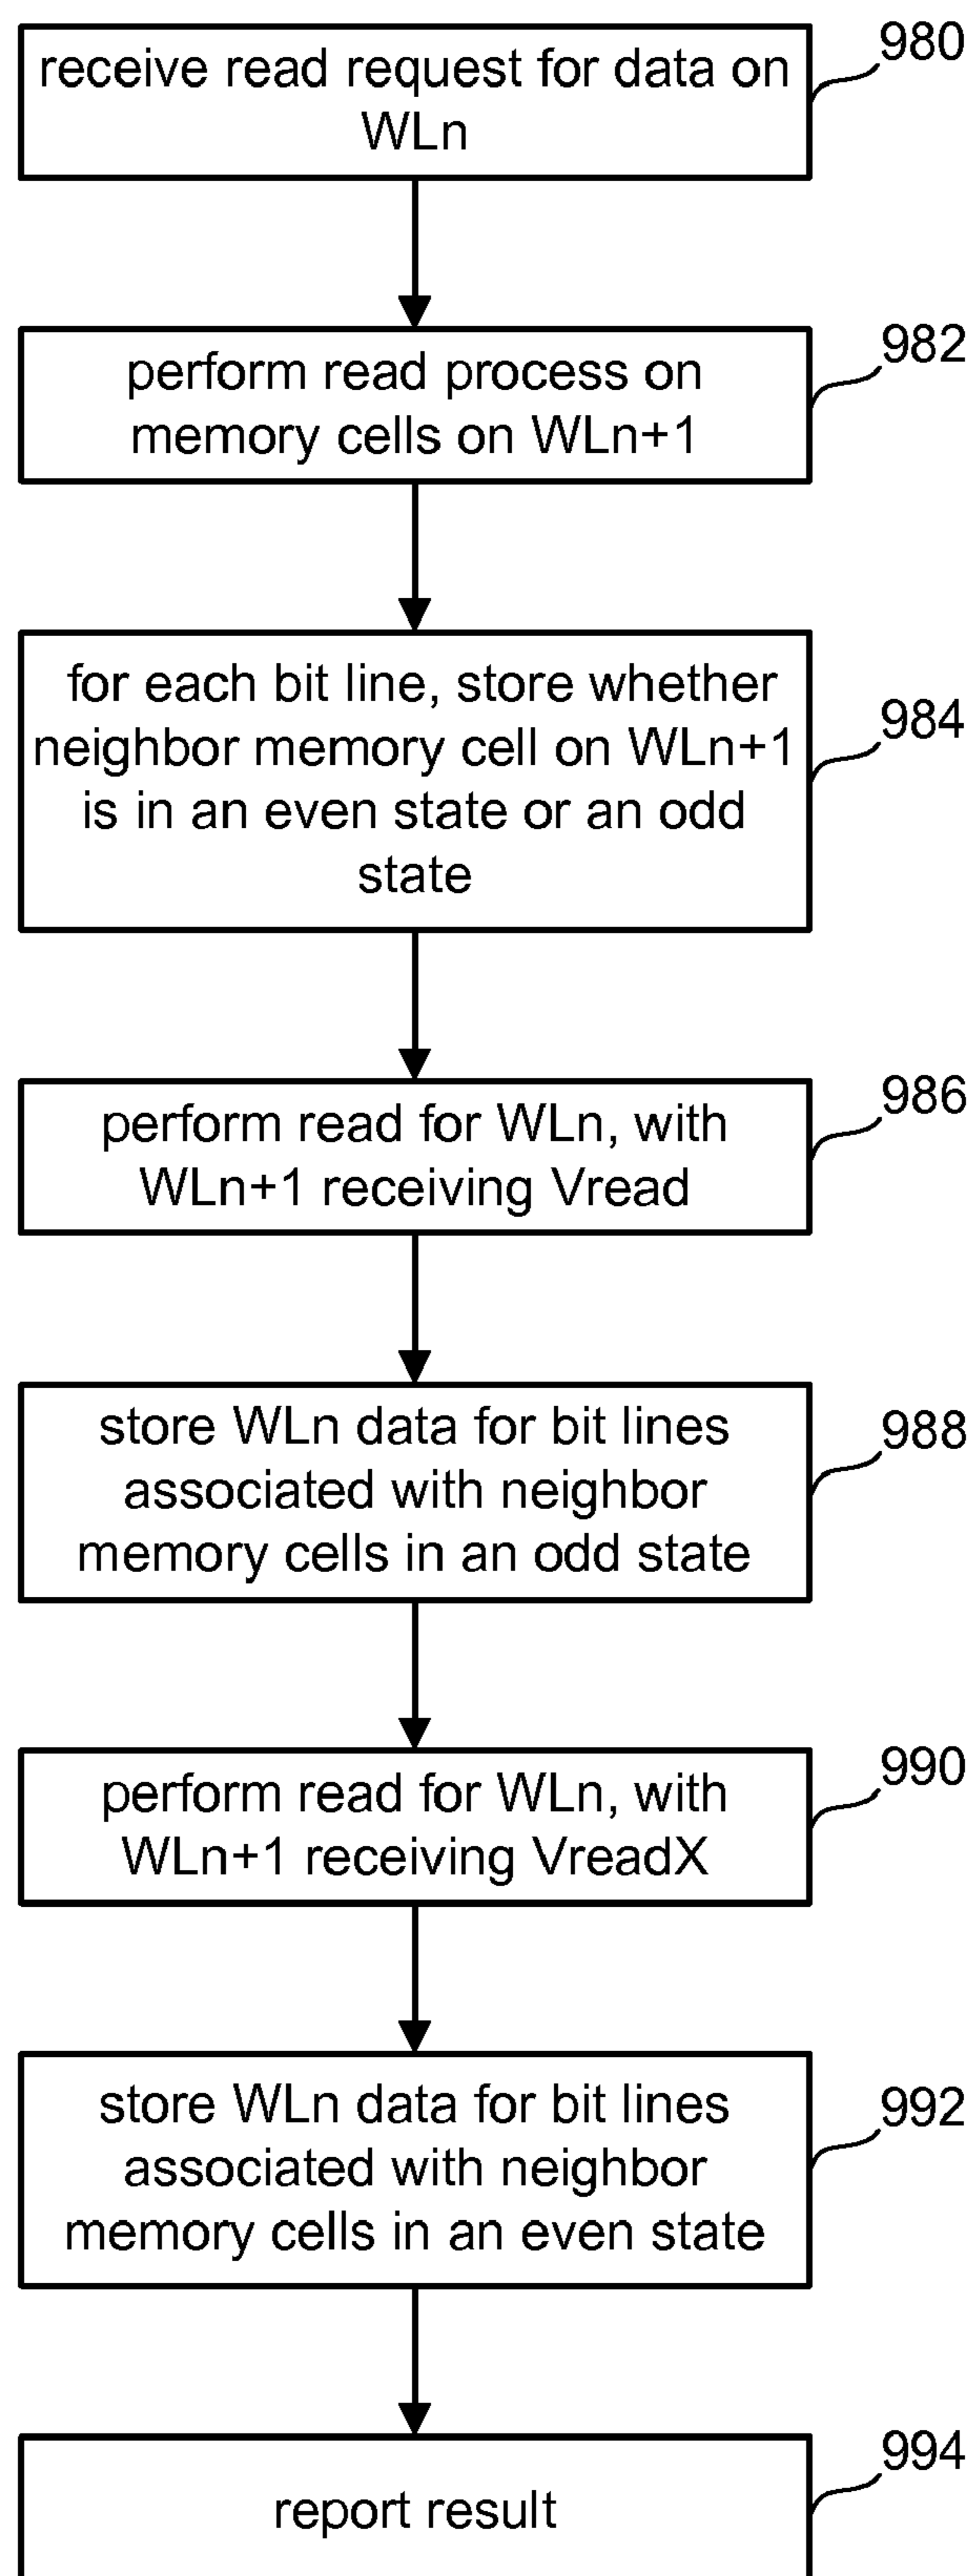 receive read request for data on
WLn
980
perform read process on
memory cells on WLn+1
982
for each bit line, store whether
neighbor memory cell on WLn+1
is in an even state or an odd
state
984
perform read for WLn, with
WLn+1 receiving Vread
986
store WLn data for bit lines
associated with neighbor
memory cells in an odd state
988
perform read for WLn, with
WLn+1 receiving VreadX
990
store WLn data for bit lines
associated with neighbor
memory cells in an even state
992
report result
994